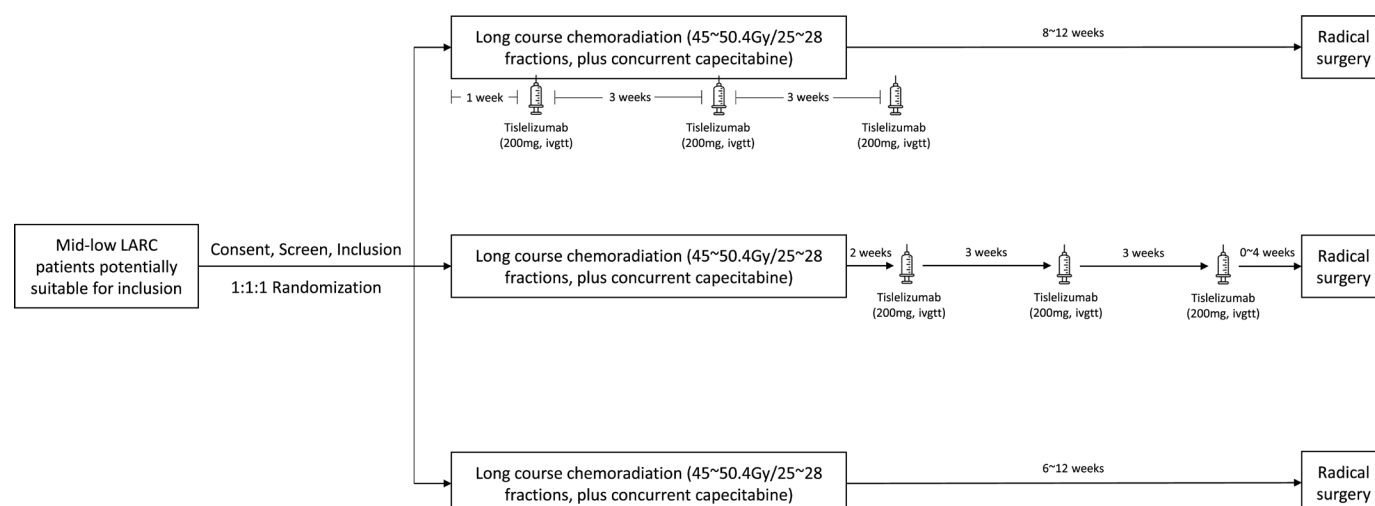 Long course chemoradiation (45~50.4Gy/25~28
fractions, plus concurrent capecitabine)
8~12 weeks
Radical
surgery
1 week
3 weeks
3 weeks
Tislelizumab
(200mg, ivgtt)
Tislelizumab
(200mg, ivgtt)
Tislelizumab
(200mg, ivgtt)
Mid-low LARC
patients potentially
suitable for inclusion
Consent, Screen, Inclusion
1:1:1 Randomization
Long course chemoradiation (45~50.4Gy/25~28
fractions, plus concurrent capecitabine)
2 weeks
3 weeks
3 weeks
0~4 weeks
Tislelizumab
(200mg, ivgtt)
Tislelizumab
(200mg, ivgtt)
Tislelizumab
(200mg, ivgtt)
Radical
surgery
Long course chemoradiation (45~50.4Gy/25~28
fractions, plus concurrent capecitabine)
6~12 weeks
Radical
surgery